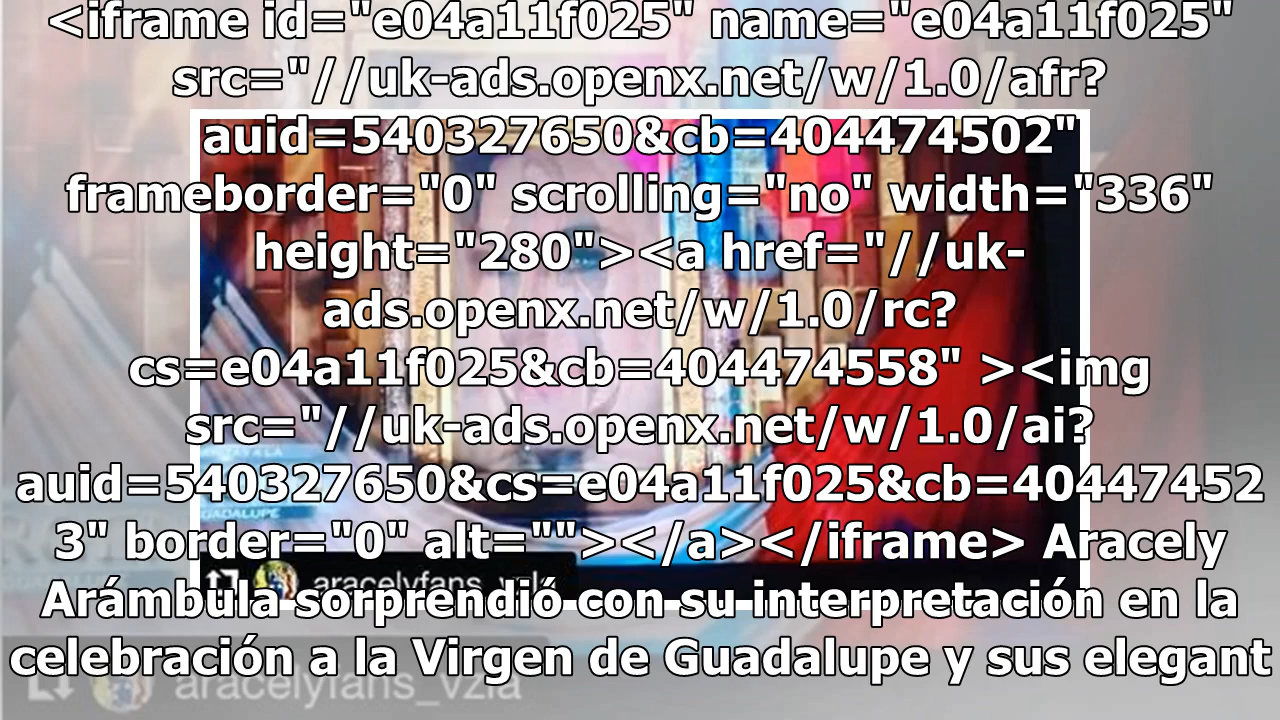 <iframe id="e04a11f025" name="e04a11f025"
src="//uk-ads.openx.net/w/1.0/afr?
auid=540327650&cb=404474502"
frameborder="0" scrolling="no" width="336"
height="280"><a href="//uk-
ads.openx.net/w/1.0/rc?
cs=e04a11f025&cb=404474558" ><img
src="//uk-ads.openx.net/w/1.0/ai?
auid=540327650&cs=e04a11f025&cb=40447452
3" border="0" alt=""></a></iframe> Aracely
Arámbula sorprendió con su interpretación en la
celebración a la Virgen de Guadalupe y sus elegant
GUADALUPE
aracelyfans_vzla
aracelyfans_vzla